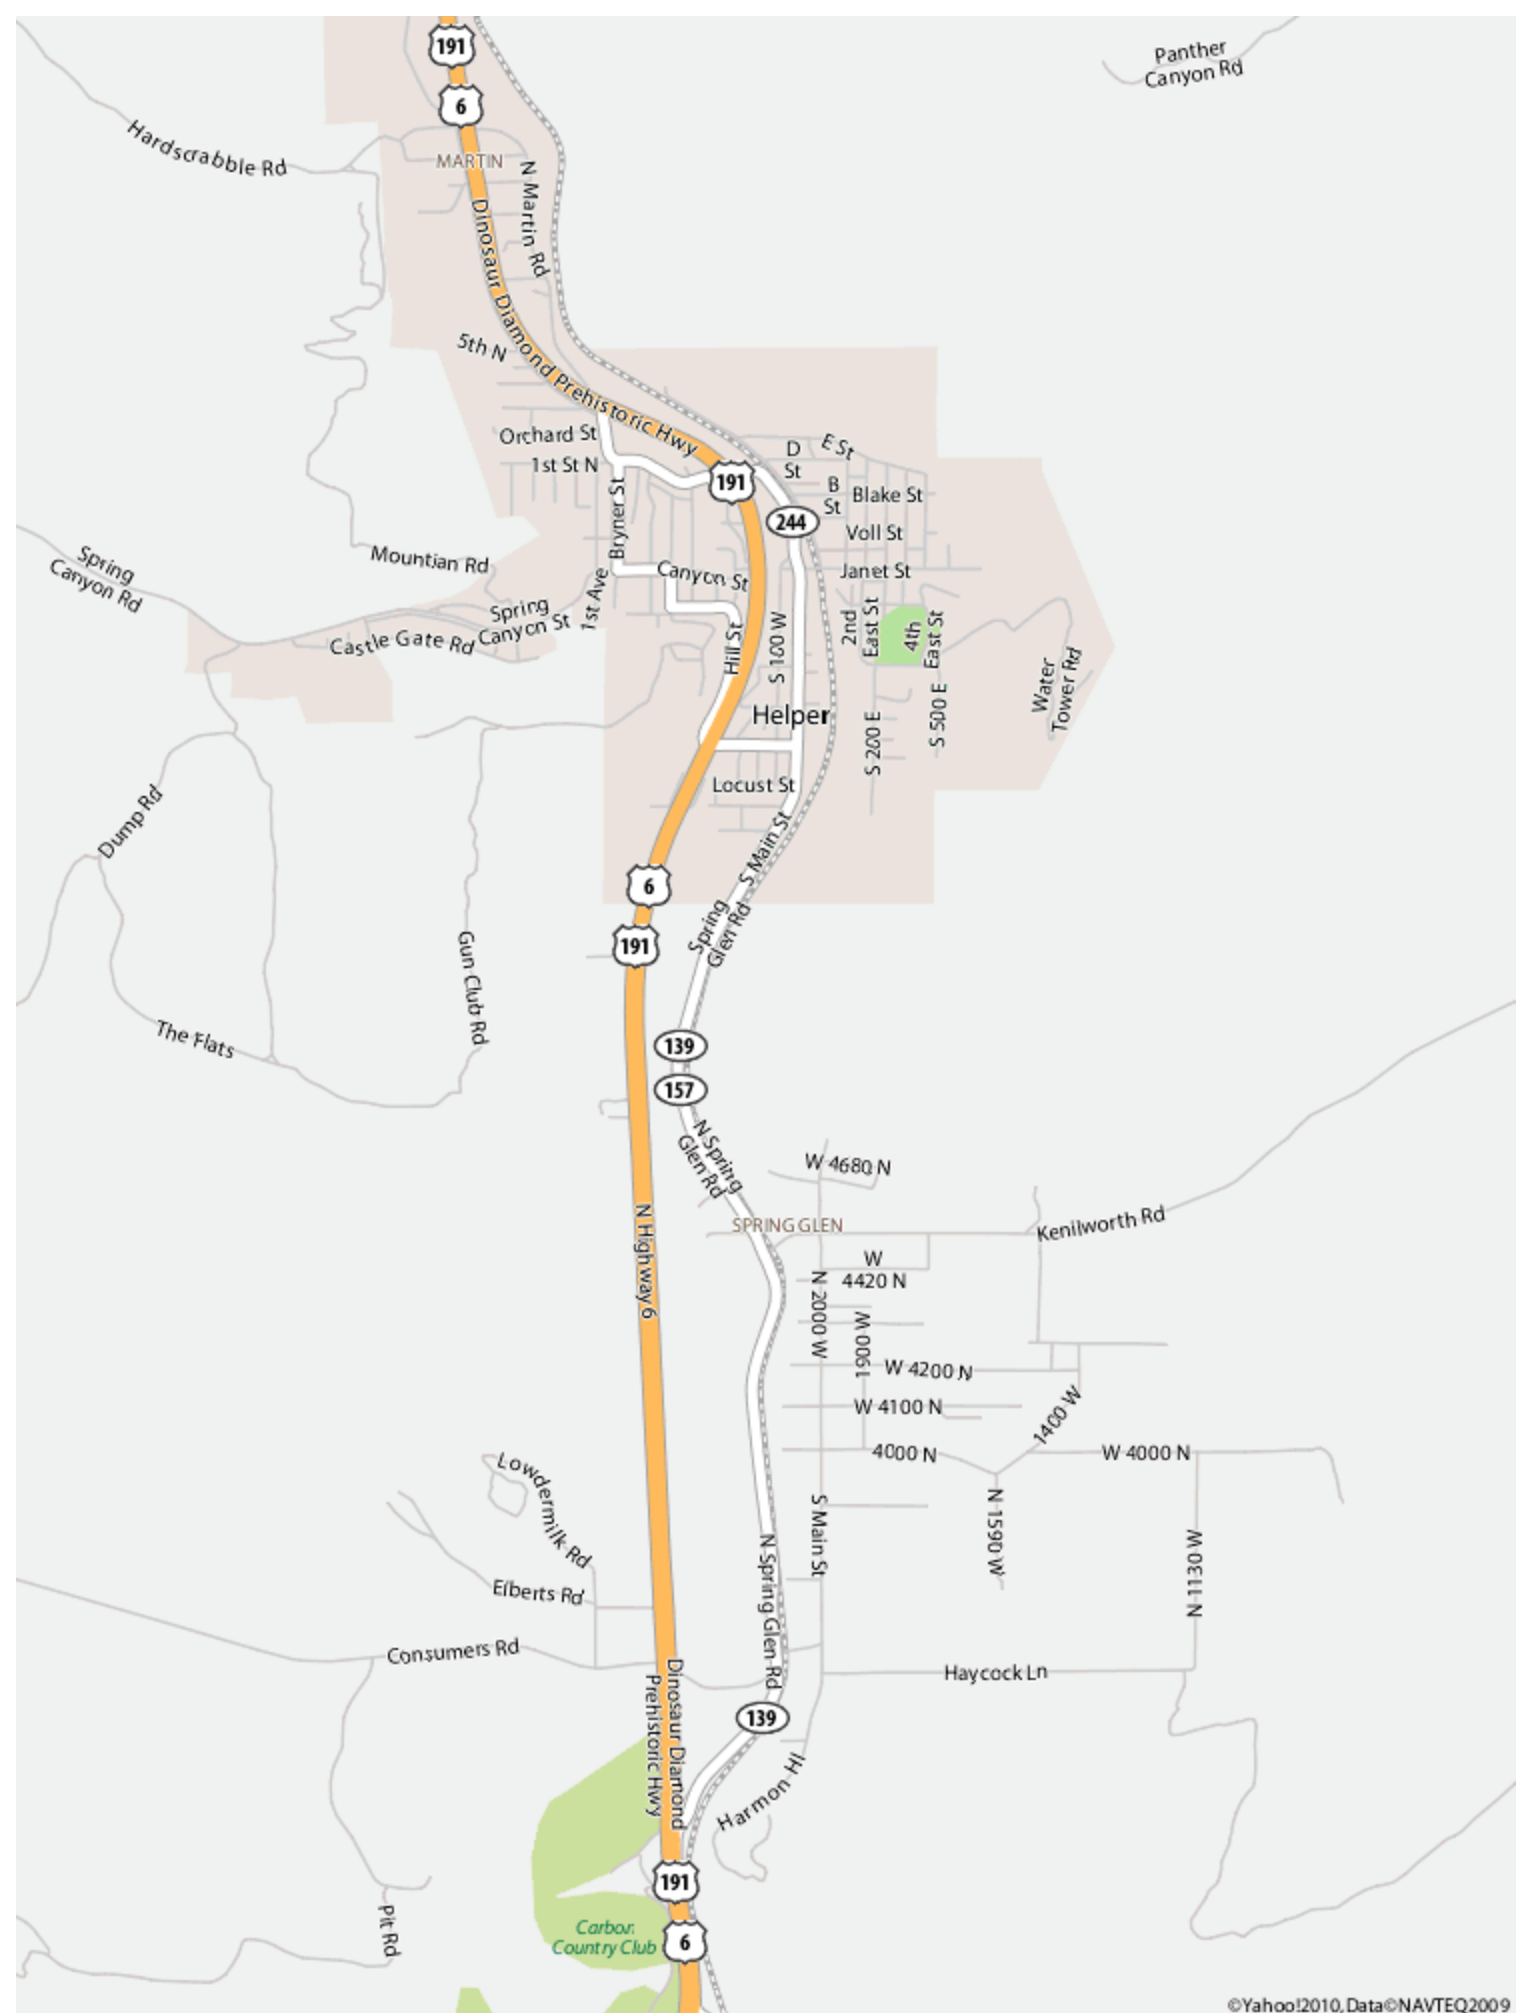 191
Panther
Canyon Rd
6
Hardscrabble Rd
MARTIN
N Martin Rd
Dinosaur Diamond Prehistoric Hwy
5th N
Orchard St
1st St N
D
St
E St
191
B
St
Blake St
244
Voll St
Bryner St
Mountian Rd
Spring
Canyon Rd
Canyon St
Janet St
1st Ave
Spring
Canyon St
Castle Gate Rd
Hill St
S 100 W
2nd
East St
4th
East St
Water
Tower Rd
Helper
S 200 E
S 500 E
Locust St
Dump Rd
S Main St
6
Spring
Glen Rd
191
Gun Club Rd
The Flats
139
157
N Spring
Glen Rd
W 4680 N
N Highway 6
SPRING GLEN
Kenilworth Rd
W
4420 N
N 2000 W
1900 W
W 4200 N
W 4100 N
1400 W
4000 N
W 4000 N
Lowdermilk Rd
S Main St
N 1590 W
N 1130 W
N Spring Glen Rd
Elberts Rd
Consumers Rd
Haycock Ln
Dinosaur Diamond
Prehistoric Hwy
139
Harmon Hl
191
Pit Rd
Carbon
Country Club
6
©Yahoo!2010,Data©NAVTEQ2009